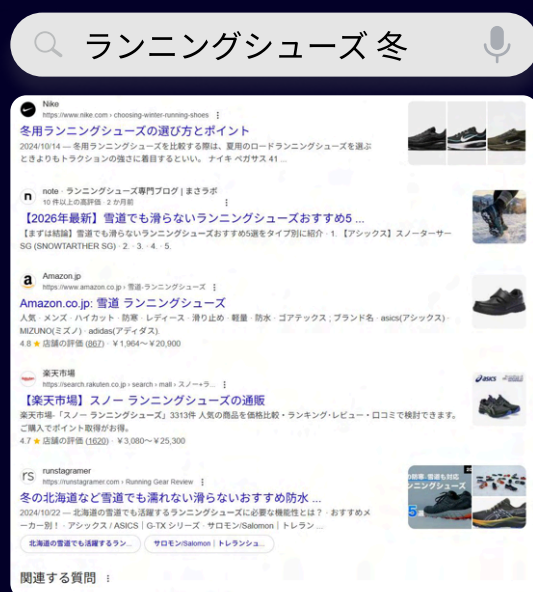 ランニングシューズ 冬
Nike
https://www.nike.com › choosing-winter-running-shoes
冬用ランニングシューズの選び方とポイント
2024/10/14 — 冬用ランニングシューズを比較する際は、夏用のロードランニングシューズを選ぶ
ときよりもトラクションの強さに着目するといい。 ナイキ ペガサス 41 ...
note · ランニングシューズ専門ブログ | まさラボ
10 件以上の高評価 · 2 か月前
【2026年最新】雪道でも滑らないランニングシューズおすすめ5 ...
【まずは結論】雪道でも滑らないランニングシューズおすすめ5選をタイプ別に紹介 · 1. 【アシックス】スノーターサー
SG (SNOWTARTHER SG) · 2. · 3. · 4. · 5.
Amazon.jp
https://www.amazon.co.jp › 雪道-ランニングシューズ
Amazon.co.jp: 雪道 ランニングシューズ
人気 · メンズ · ハイカット · 防寒 · レディース · 滑り止め · 軽量 · 防水 · ゴアテックス ; ブランド名 · asics(アシックス) ·
MIZUNO(ミズノ) · adidas(アディダス).
4.8 ★ 店舗の評価 (867) · ￥1,964～￥20,900
楽天市場
https://search.rakuten.co.jp › search › mall › スノー+ラ...
【楽天市場】スノー ランニングシューズの通販
楽天市場-「スノー ランニングシューズ」3313件 人気の商品を価格比較・ランキング・レビュー・口コミで検討できます。
ご購入でポイント取得がお得。
4.7 ★ 店舗の評価 (1620) · ￥3,080～￥25,300
asics
rs
runstagramer
https://runstagramer.com › Running Gear Review
冬の北海道など雪道でも濡れない滑らないおすすめ防水 ...
2024/10/22 — 北海道の雪道でも活躍するランニングシューズに必要な機能性とは？ · おすすめメ
ーカー別！ · アシックス / ASICS｜G-TX シリーズ · サロモン/Salomon｜トレラン ...
北海道の雪道でも活躍するラン...
サロモン/Salomon｜トレランシュ...
関連する質問